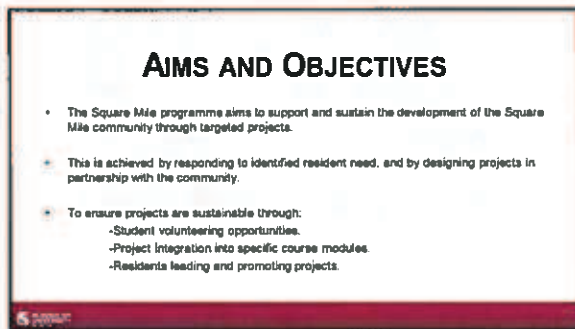 AIMS AND OBJECTIVES
• The Square Mile programme aims to support and sustain the development of the Square
Mile community through targeted projects.
• This is achieved by responding to identified resident need, and by designing projects in
partnership with the community.
• To ensure projects are sustainable through:
-Student volunteering opportunities.
-Project Integration into specific course modules.
-Residents leading and promoting projects.